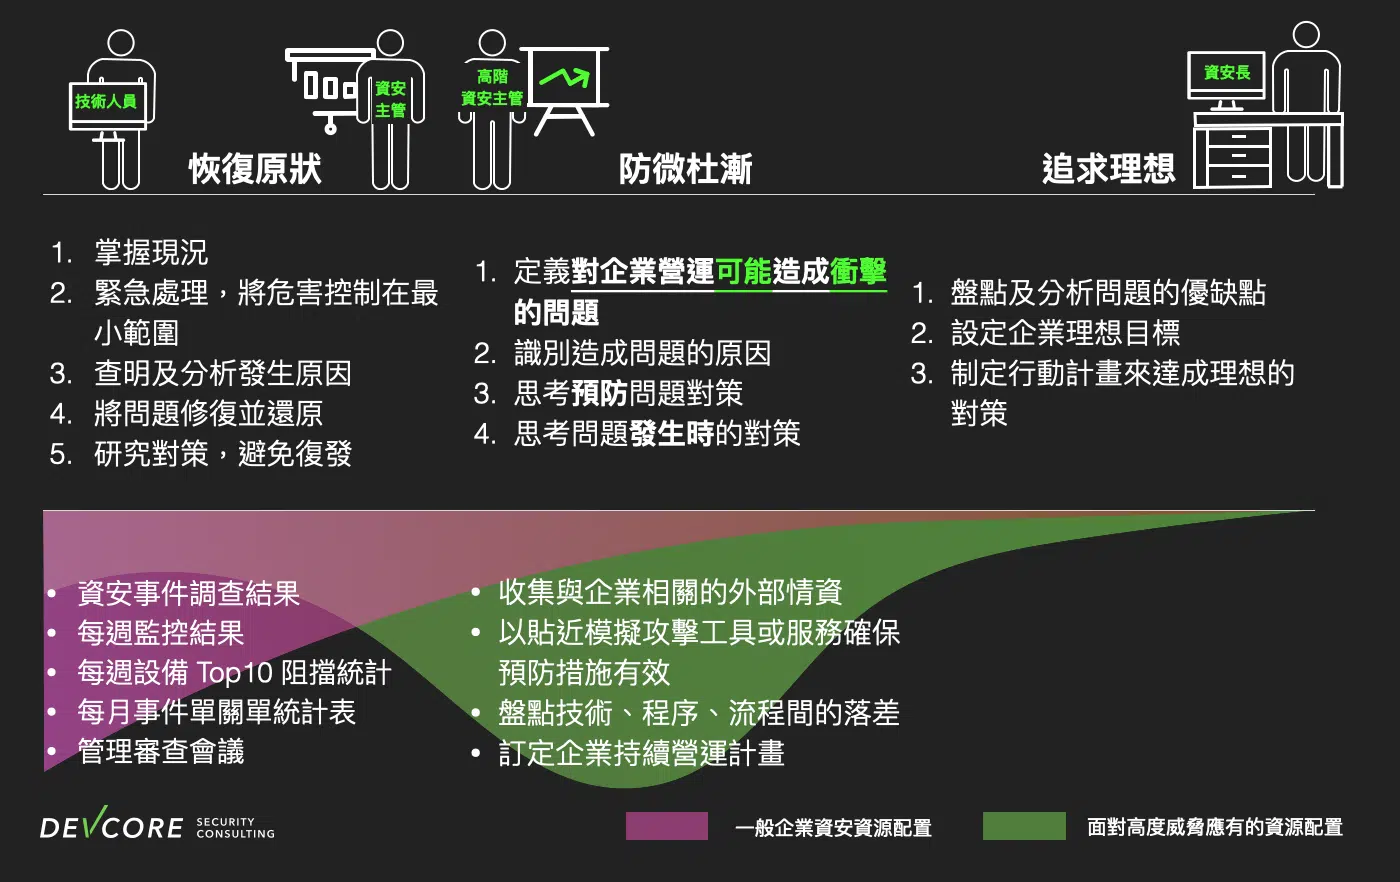 技術人員
恢復原狀
資安
主管
高階
資安主管
防微杜漸
追求理想
資安長
1. 掌握現況
2. 緊急處理，將危害控制在最
小範圍
3. 查明及分析發生原因
4. 將問題修復並還原
5. 研究對策，避免復發
1. 定義對企業營運可能造成衝擊
的問題
2. 識別造成問題的原因
3. 思考預防問題對策
4. 思考問題發生時的對策
1. 盤點及分析問題的優缺點
2. 設定企業理想目標
3. 制定行動計畫來達成理想的
對策
• 資安事件調查結果
• 每週監控結果
• 每週設備 Top10 阻擋統計
• 每月事件單關單統計表
• 管理審查會議
• 收集與企業相關的外部情資
• 以貼近模擬攻擊工具或服務確保
預防措施有效
• 盤點技術、程序、流程間的落差
• 訂定企業持續營運計畫
DEVCORE SECURITY
CONSULTING
一般企業資安資源配置
面對高度威脅應有的資源配置